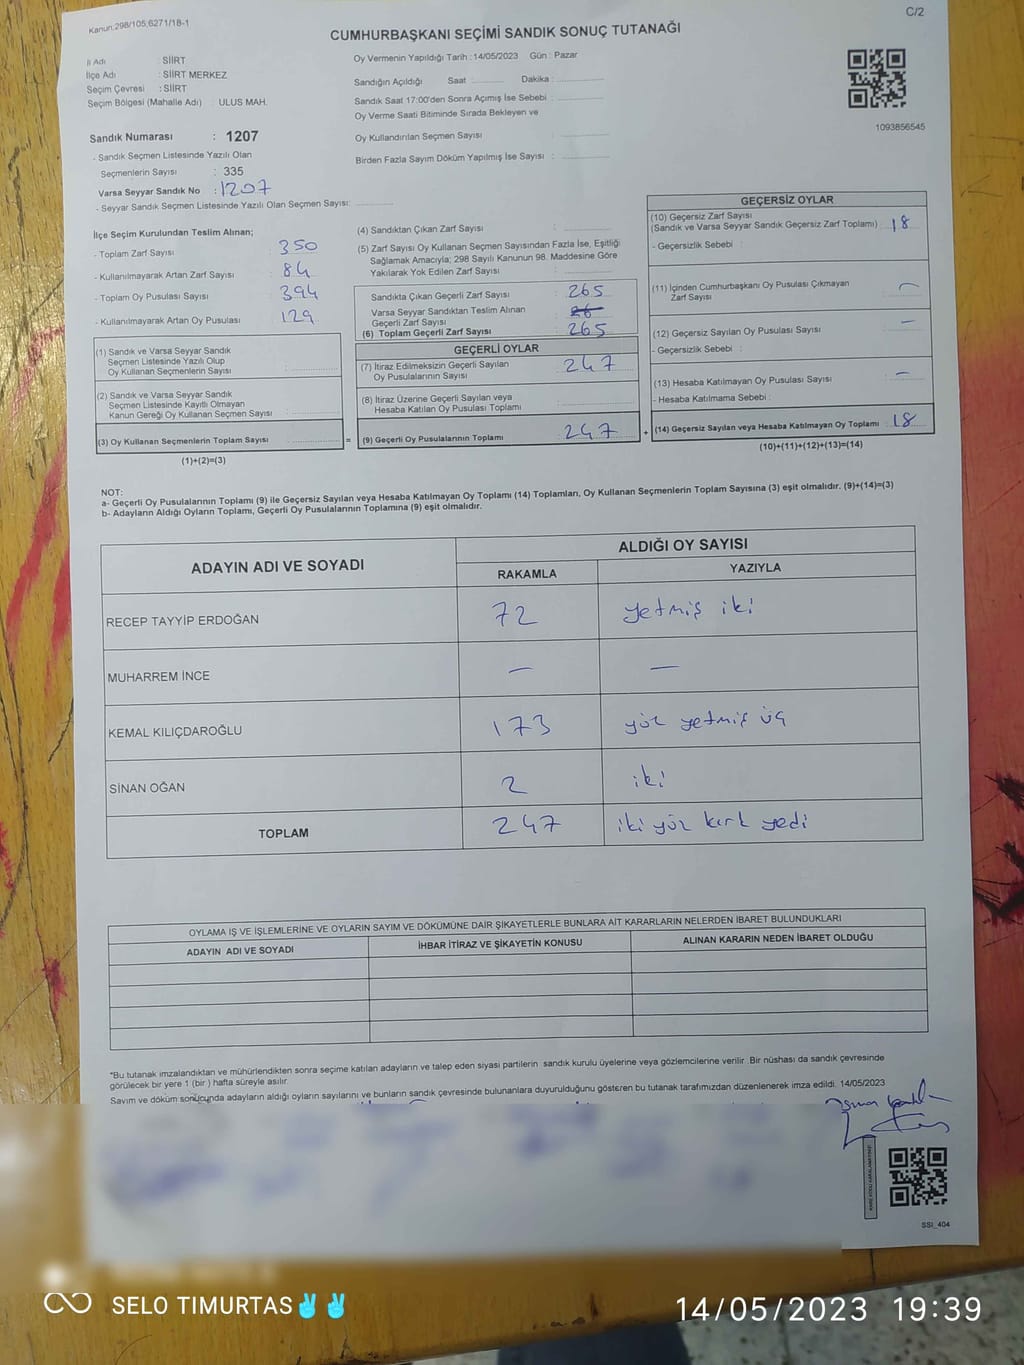 Kanun;298/105;6271/18-1
C/2
CUMHURBAŞKANI SEÇİMİ SANDIK SONUÇ TUTANAĞI
İl Adı : SİİRT
İlçe Adı : SİİRT MERKEZ
Seçim Çevresi : SİİRT
Seçim Bölgesi (Mahalle Adı) : ULUS MAH.
Sandık Numarası : 1207
- Sandık Seçmen Listesinde Yazılı Olan
Seçmenlerin Sayısı : 335
Varsa Seyyar Sandık No : 1207
- Seyyar Sandık Seçmen Listesinde Yazılı Olan Seçmen Sayısı:
Oy Vermenin Yapıldığı Tarih : 14/05/2023 Gün : Pazar
Sandığın Açıldığı Saat Dakika :
Sandık Saat 17:00'den Sonra Açımış İse Sebebi :
Oy Verme Saati Bitiminde Sırada Bekleyen ve
Oy Kullandırılan Seçmen Sayısı :
Birden Fazla Sayım Döküm Yapılmış İse Sayısı :
1093856545
İlçe Seçim Kurulundan Teslim Alınan;
- Toplam Zarf Sayısı : 350
- Kullanılmayarak Artan Zarf Sayısı : 84
- Toplam Oy Pusulası Sayısı : 394
- Kullanılmayarak Artan Oy Pusulası : 129
(1) Sandık ve Varsa Seyyar Sandık
Seçmen Listesinde Yazılı Olup
Oy Kullanan Seçmenlerin Sayısı :
(2) Sandık ve Varsa Seyyar Sandık
Seçmen Listesinde Kayıtlı Olmayan
Kanun Gereği Oy Kullanan Seçmen Sayısı :
(3) Oy Kullanan Seçmenlerin Toplam Sayısı :
(1)+(2)=(3)
(4) Sandıktan Çıkan Zarf Sayısı :
(5) Zarf Sayısı Oy Kullanan Seçmen Sayısından Fazla İse, Eşitliği
Sağlamak Amacıyla; 298 Sayılı Kanunun 98. Maddesine Göre
Yakılarak Yok Edilen Zarf Sayısı :
Sandıkta Çıkan Geçerli Zarf Sayısı : 265
Varsa Seyyar Sandıktan Teslim Alınan
Geçerli Zarf Sayısı :
(6) Toplam Geçerli Zarf Sayısı : 265
GEÇERLİ OYLAR
(7) İtiraz Edilmeksizin Geçerli Sayılan
Oy Pusulalarının Sayısı : 247
(8) İtiraz Üzerine Geçerli Sayılan veya
Hesaba Katılan Oy Pusulası Toplamı :
= (9) Geçerli Oy Pusulalarının Toplamı : 247
GEÇERSİZ OYLAR
(10) Geçersiz Zarf Sayısı
(Sandık ve Varsa Seyyar Sandık Geçersiz Zarf Toplamı) : 18
- Geçersizlik Sebebi :
(11) İçinden Cumhurbaşkanı Oy Pusulası Çıkmayan
Zarf Sayısı : —
(12) Geçersiz Sayılan Oy Pusulası Sayısı : —
- Geçersizlik Sebebi :
(13) Hesaba Katılmayan Oy Pusulası Sayısı : —
- Hesaba Katılmama Sebebi :
+ (14) Geçersiz Sayılan veya Hesaba Katılmayan Oy Toplamı : 18
(10)+(11)+(12)+(13)=(14)
NOT:
a- Geçerli Oy Pusulalarının Toplamı (9) ile Geçersiz Sayılan veya Hesaba Katılmayan Oy Toplamı (14) Toplamları, Oy Kullanan Seçmenlerin Toplam Sayısına (3) eşit olmalıdır. (9)+(14)=(3)
b- Adayların Aldığı Oyların Toplamı, Geçerli Oy Pusulalarının Toplamına (9) eşit olmalıdır.
ADAYIN ADI VE SOYADI
ALDIĞI OY SAYISI
RAKAMLA YAZIYLA
RECEP TAYYİP ERDOĞAN 72 yetmiş iki
MUHARREM İNCE — —
KEMAL KILIÇDAROĞLU 173 yüz yetmiş üç
SİNAN OĞAN 2 iki
TOPLAM 247 iki yüz kırk yedi
OYLAMA İŞ VE İŞLEMLERİNE VE OYLARIN SAYIM VE DÖKÜMÜNE DAİR ŞİKAYETLERLE BUNLARA AİT KARARLARIN NELERDEN İBARET BULUNDUKLARI
ADAYIN ADI VE SOYADI İHBAR İTİRAZ VE ŞİKAYETİN KONUSU ALINAN KARARIN NEDEN İBARET OLDUĞU
*Bu tutanak imzalandıktan ve mühürlendikten sonra seçime katılan adayların ve talep eden siyasi partilerin sandık kurulu üyelerine veya gözlemcilerine verilir. Bir nüshası da sandık çevresinde
görülecek bir yere 1 (bir ) hafta süreyle asılır.
Sayım ve döküm sonucunda adayların aldığı oyların sayılarını ve bunların sandık çevresinde bulunanlara duyurulduğunu gösteren bu tutanak tarafımızdan düzenlenerek imza edildi. 14/05/2023
SSI_404
SELO TIMURTAS✌✌
14/05/2023 19:39